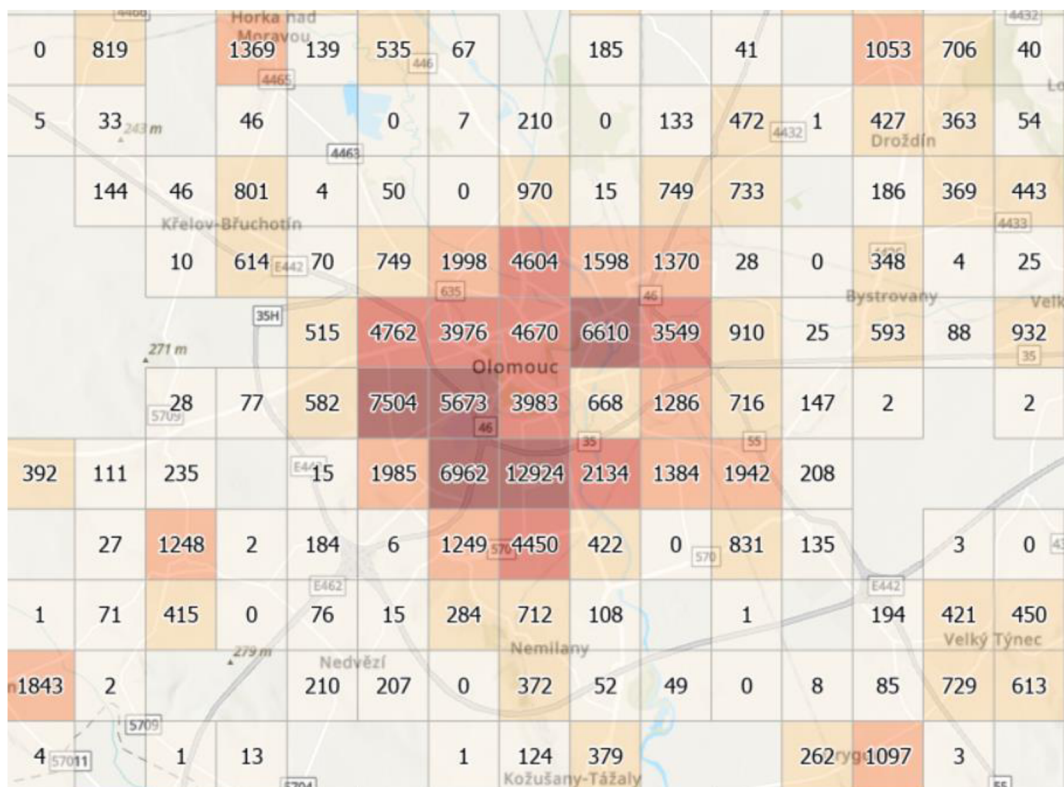 4466 Horka nad 4432
0 819 1369 139 535 67 185 41 1053 706 40
Moravou 446
4465 Lo
5 33 46 0 7 210 0 133 472 1 427 363 54
243 m 4432
4463 Droždín
144 46 801 4 50 0 970 15 749 733 186 369 443
Křelov-Břuchotín 4433
10 614 70 749 1998 4604 1598 1370 28 0 348 4 25
E442
635 46 Bystrovany Velk
35H
515 4762 3976 4670 6610 3549 910 25 593 88 932
271 m 35
Olomouc
28 77 582 7504 5673 3983 668 1286 716 147 2 2
5709 46
35 55
392 111 235 15 1985 6962 12924 2134 1384 1942 208
27 1248 2 184 6 1249 4450 422 0 831 135 3 0
570 570
E462 E442
1 71 415 0 76 15 284 712 108 1 194 421 450
279 m Nemilany Velký Týnec
Nedvězí
1843 2 210 207 0 372 52 49 0 8 85 729 613
5709
4 1 13 1 124 379 262 1097 3
57011
Kožušany-Tážaly 55